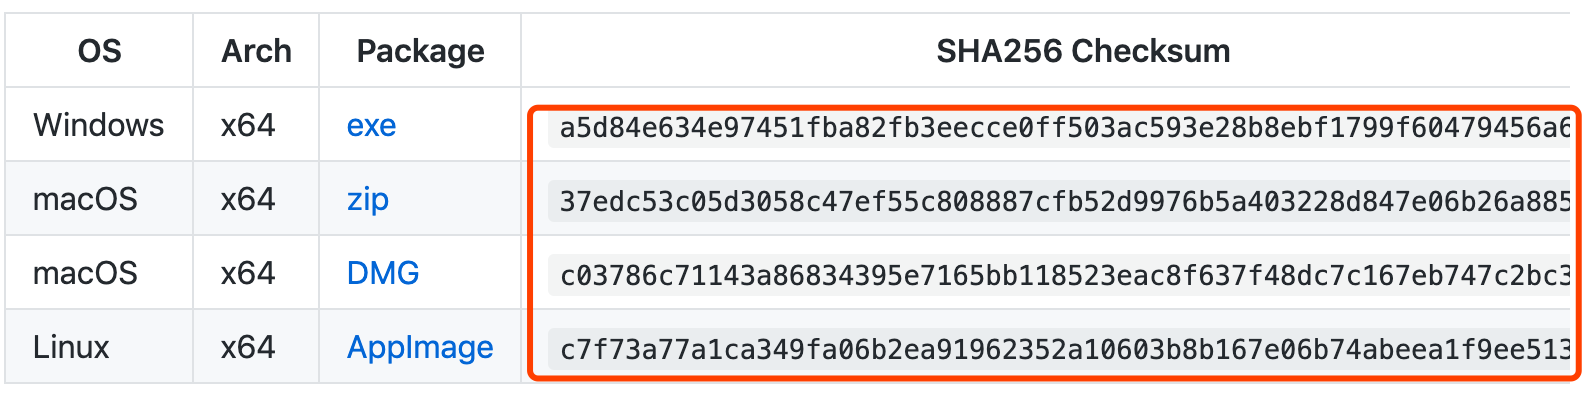 OS Arch Package SHA256 Checksum
Windows x64 exe a5d84e634e97451fba82fb3eecce0ff503ac593e28b8ebf1799f60479456a6
macOS x64 zip 37edc53c05d3058c47ef55c808887cfb52d9976b5a403228d847e06b26a885
macOS x64 DMG c03786c71143a86834395e7165bb118523eac8f637f48dc7c167eb747c2bc3
Linux x64 AppImage c7f73a77a1ca349fa06b2ea91962352a10603b8b167e06b74abeea1f9ee513